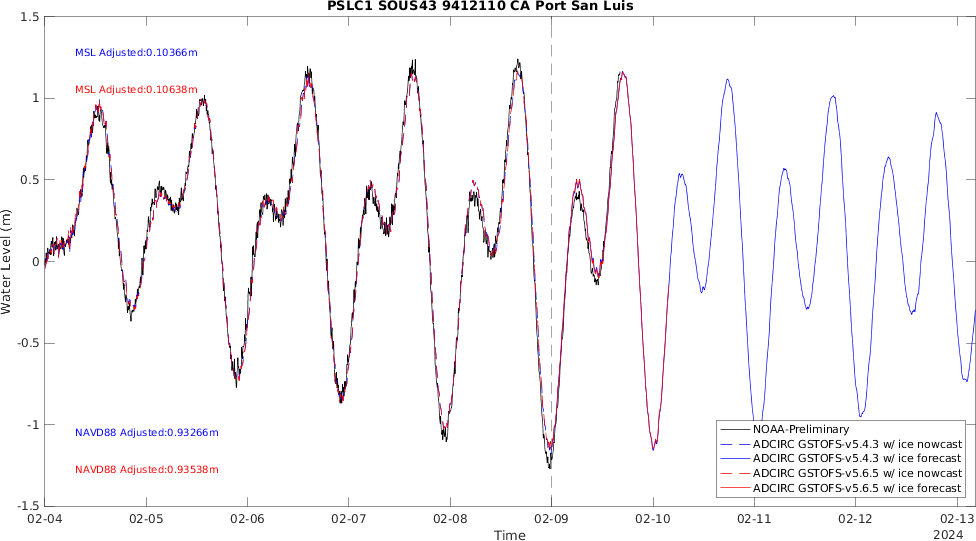 PSLC1 SOUS43 9412110 CA Port San Luis
1.5
MSL Adjusted:0.10366m
MSL Adjusted:0.10638m
1
0.5
0
-0.5
-1
-1.5
Water Level (m)
NAVD88 Adjusted:0.93266m
NAVD88 Adjusted:0.93538m
NOAA-Preliminary
ADCIRC GSTOFS-v5.4.3 w/ ice nowcast
ADCIRC GSTOFS-v5.4.3 w/ ice forecast
ADCIRC GSTOFS-v5.6.5 w/ ice nowcast
ADCIRC GSTOFS-v5.6.5 w/ ice forecast
02-04 02-05 02-06 02-07 02-08 02-09 02-10 02-11 02-12 02-13
Time
2024